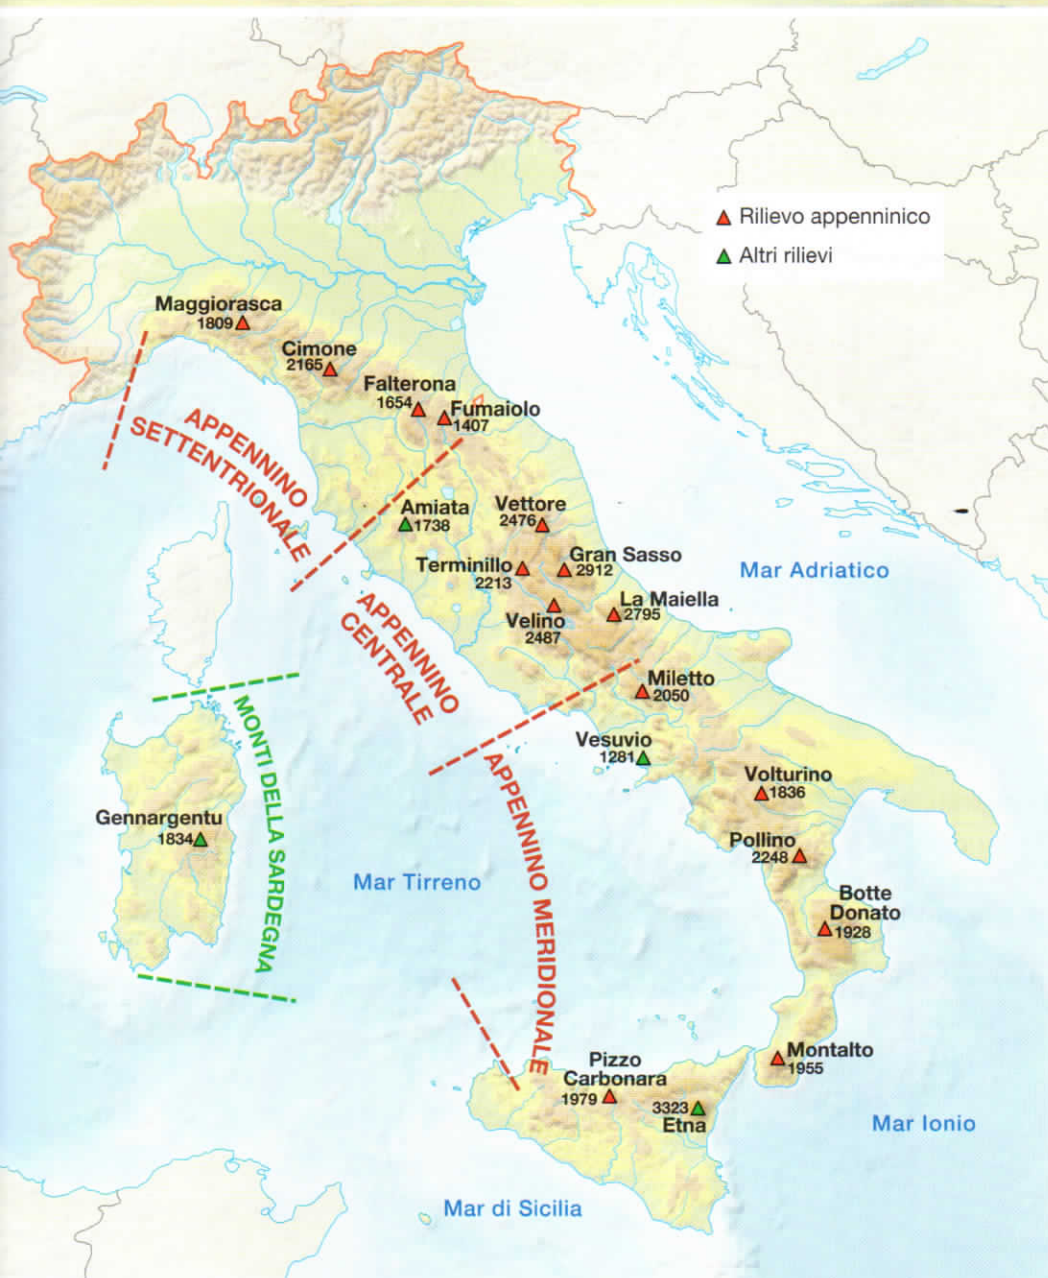 Rilievo appenninico
Altri rilievi
Maggiorasca
1809
Cimone
2165
Falterona
1654
Fumaiolo
1407
APPENNINO
SETTENTRIONALE
Amiata
1738
Vettore
2476
Gran Sasso
2912
Terminillo
2213
Mar Adriatico
La Maiella
2795
Velino
2487
APPENNINO
CENTRALE
Miletto
2050
MONTI DELLA SARDEGNA
Vesuvio
1281
Volturino
1836
Gennargentu
1834
Pollino
2248
Mar Tirreno
APPENNINO MERIDIONALE
Botte
Donato
1928
Montalto
1955
Pizzo
Carbonara
1979
3323
Etna
Mar Ionio
Mar di Sicilia